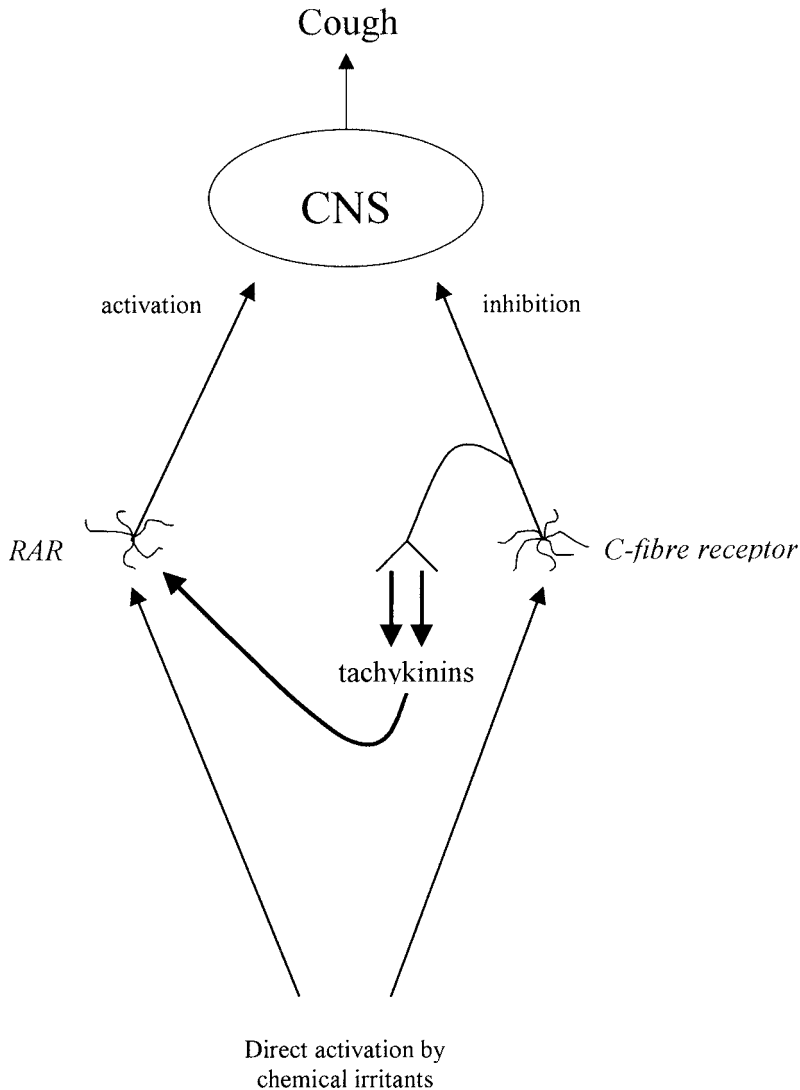 Cough
CNS
activation
inhibition
RAR
C-fibre receptor
tachykinins
Direct activation by
chemical irritants